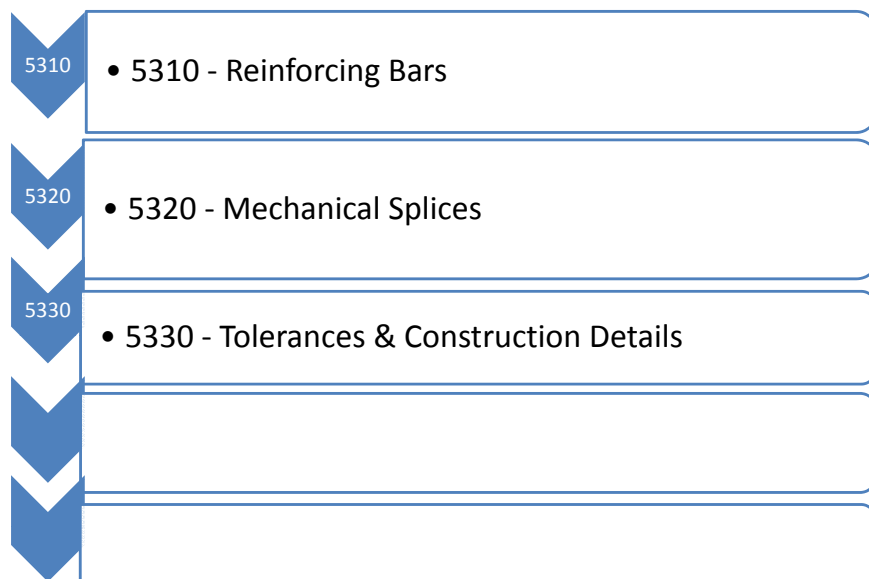 5310
• 5310 - Reinforcing Bars
5320
• 5320 - Mechanical Splices
5330
• 5330 - Tolerances & Construction Details